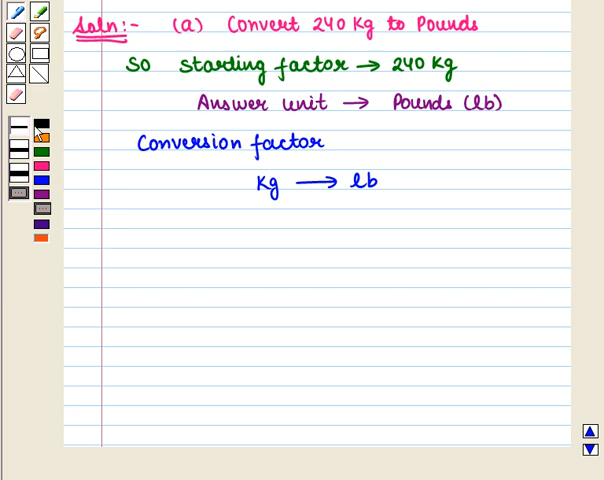 Soln:- (a) Convert 240 Kg to Pounds
So Starting factor → 240 Kg
Answer unit → Pounds (lb)
Conversion factor
Kg → lb